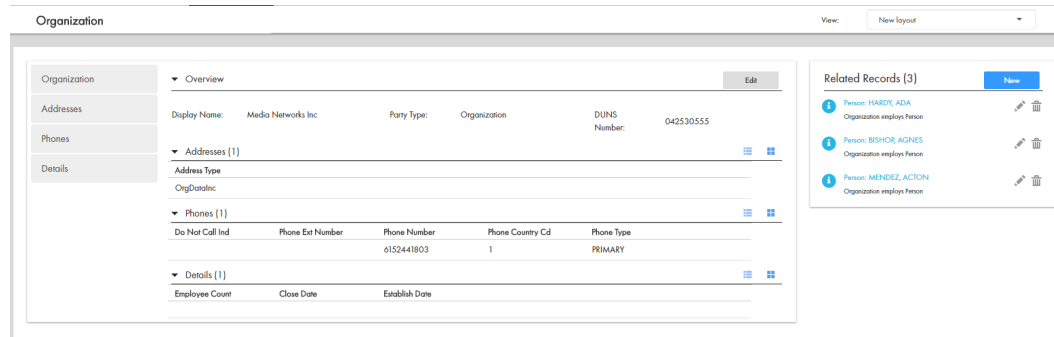 Organization
View: New layout
Organization
Addresses
Phones
Details
Overview Edit
Display Name: Media Networks Inc Party Type: Organization DUNS Number: 042530555
Addresses (1)
Address Type
OrgDataInc
Phones (1)
Do Not Call Ind Phone Ext Number Phone Number Phone Country Cd Phone Type
6152441803 1 PRIMARY
Details (1)
Employee Count Close Date Establish Date
Related Records (3) New
Person: HARDY, ADA
Organization employs Person
Person: BISHOP, AGNES
Organization employs Person
Person: MENDEZ, ACTON
Organization employs Person